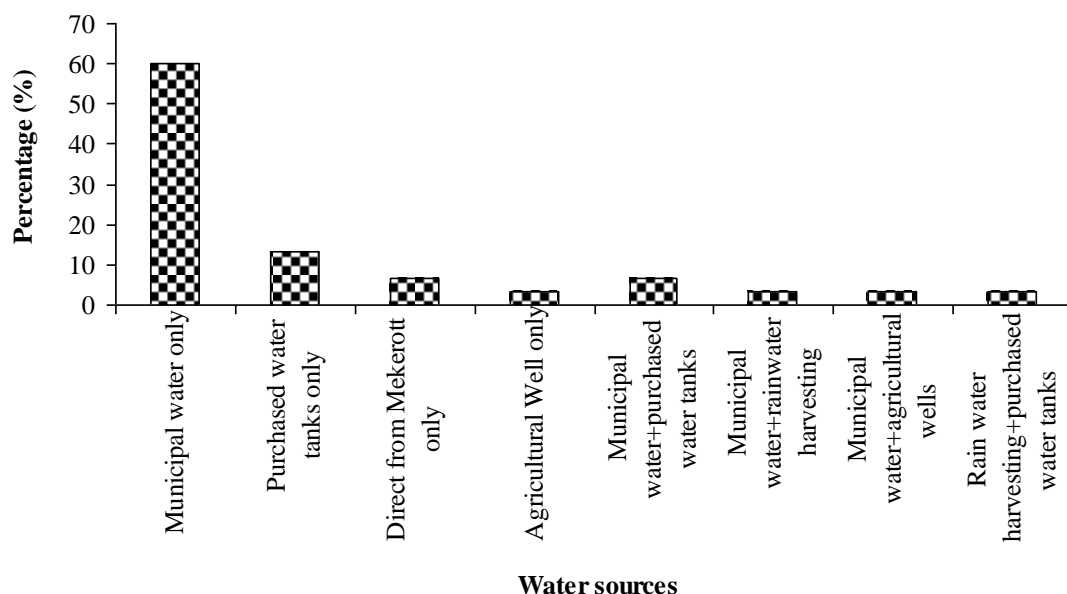 70
60
50
40
30
20
10
0
Percentage (%)
Municipal water only
Purchased water
tanks only
Direct from Mekerott
only
Agricultural Well only
Municipal
water+purchased
water tanks
Municipal
water+rainwater
harvesting
Municipal
water+agricultural
wells
Rain water
harvesting+purchased
water tanks
Water sources